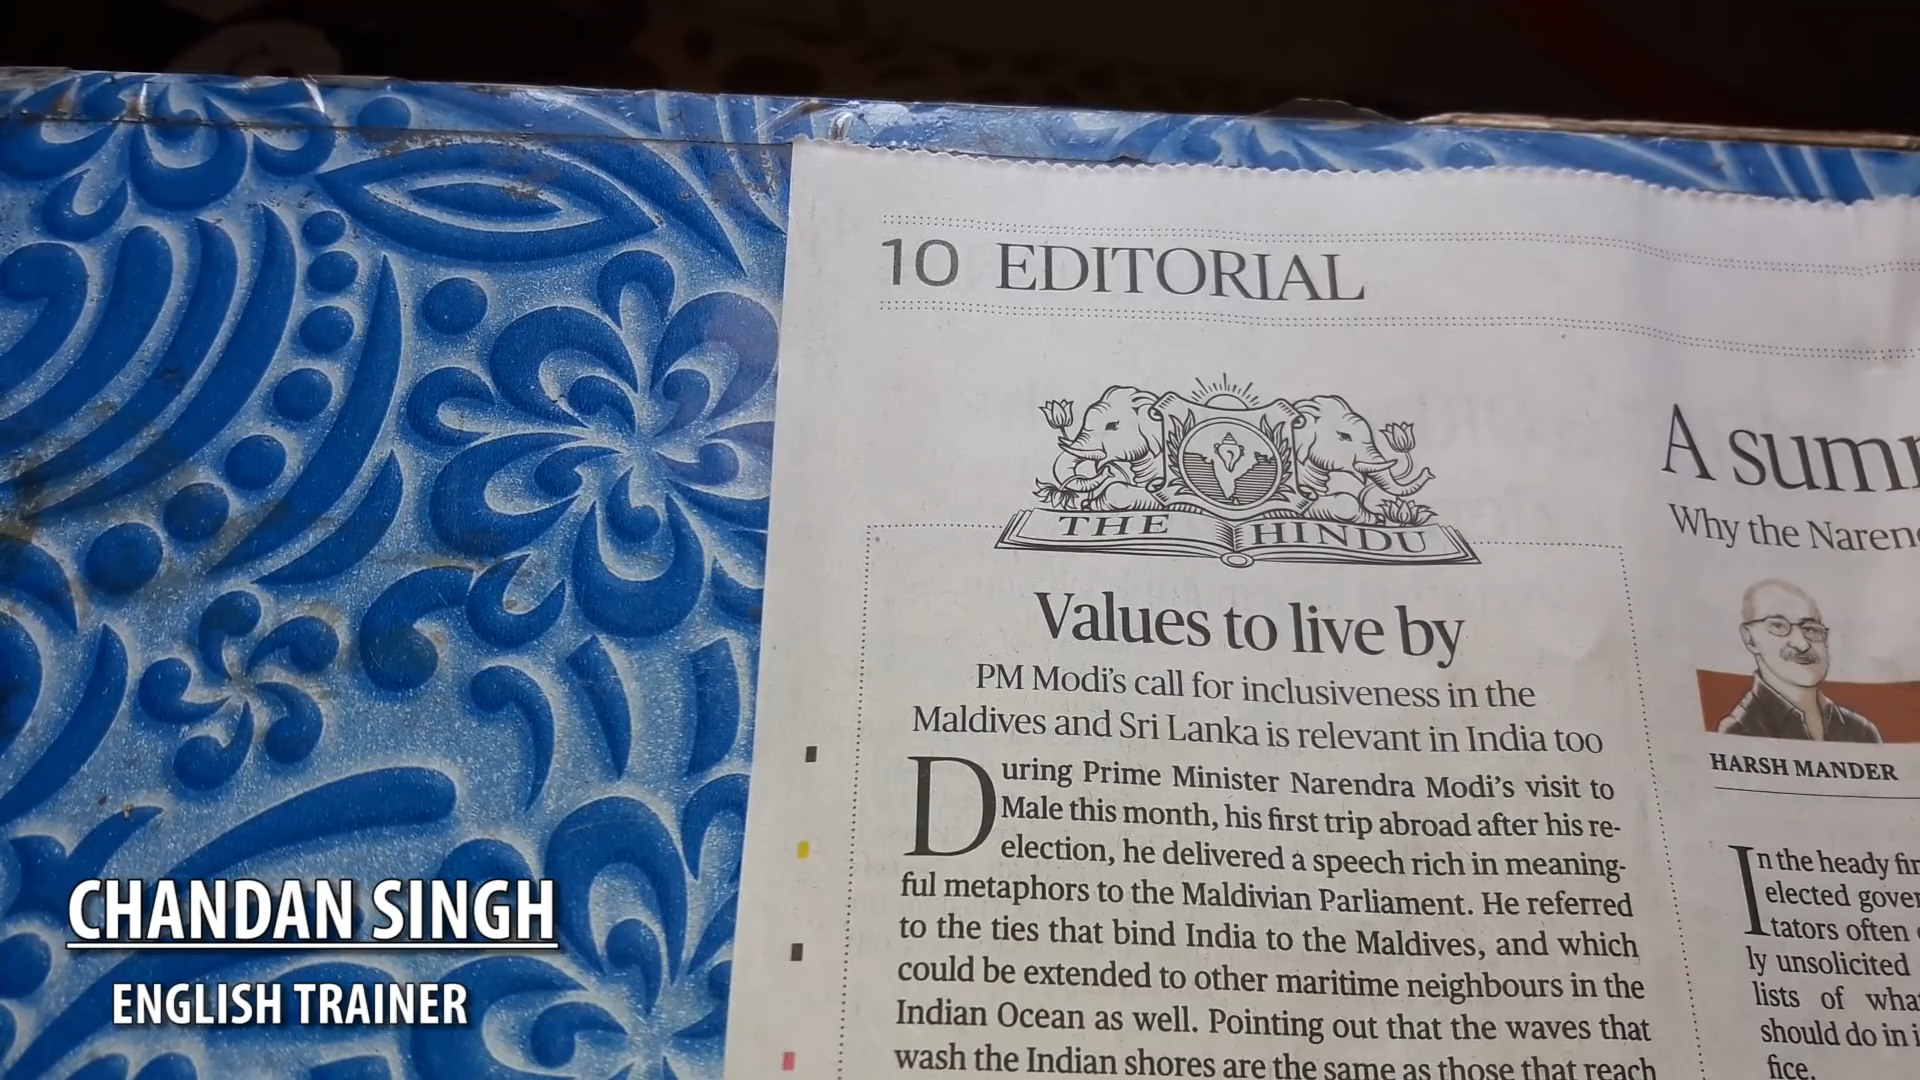 10 EDITORIAL
THE HINDU
Values to live by
PM Modi's call for inclusiveness in the
Maldives and Sri Lanka is relevant in India too
During Prime Minister Narendra Modi's visit to
Male this month, his first trip abroad after his re-
election, he delivered a speech rich in meaning-
ful metaphors to the Maldivian Parliament. He referred
to the ties that bind India to the Maldives, and which
could be extended to other maritime neighbours in the
Indian Ocean as well. Pointing out that the waves that
wash the Indian shores are the same as those that reach
A
Why the
HARSH MANDER
In the heady
elected
tators often
ly unsolicited
lists of
should do in
fice.
CHANDAN SINGH
ENGLISH TRAINER